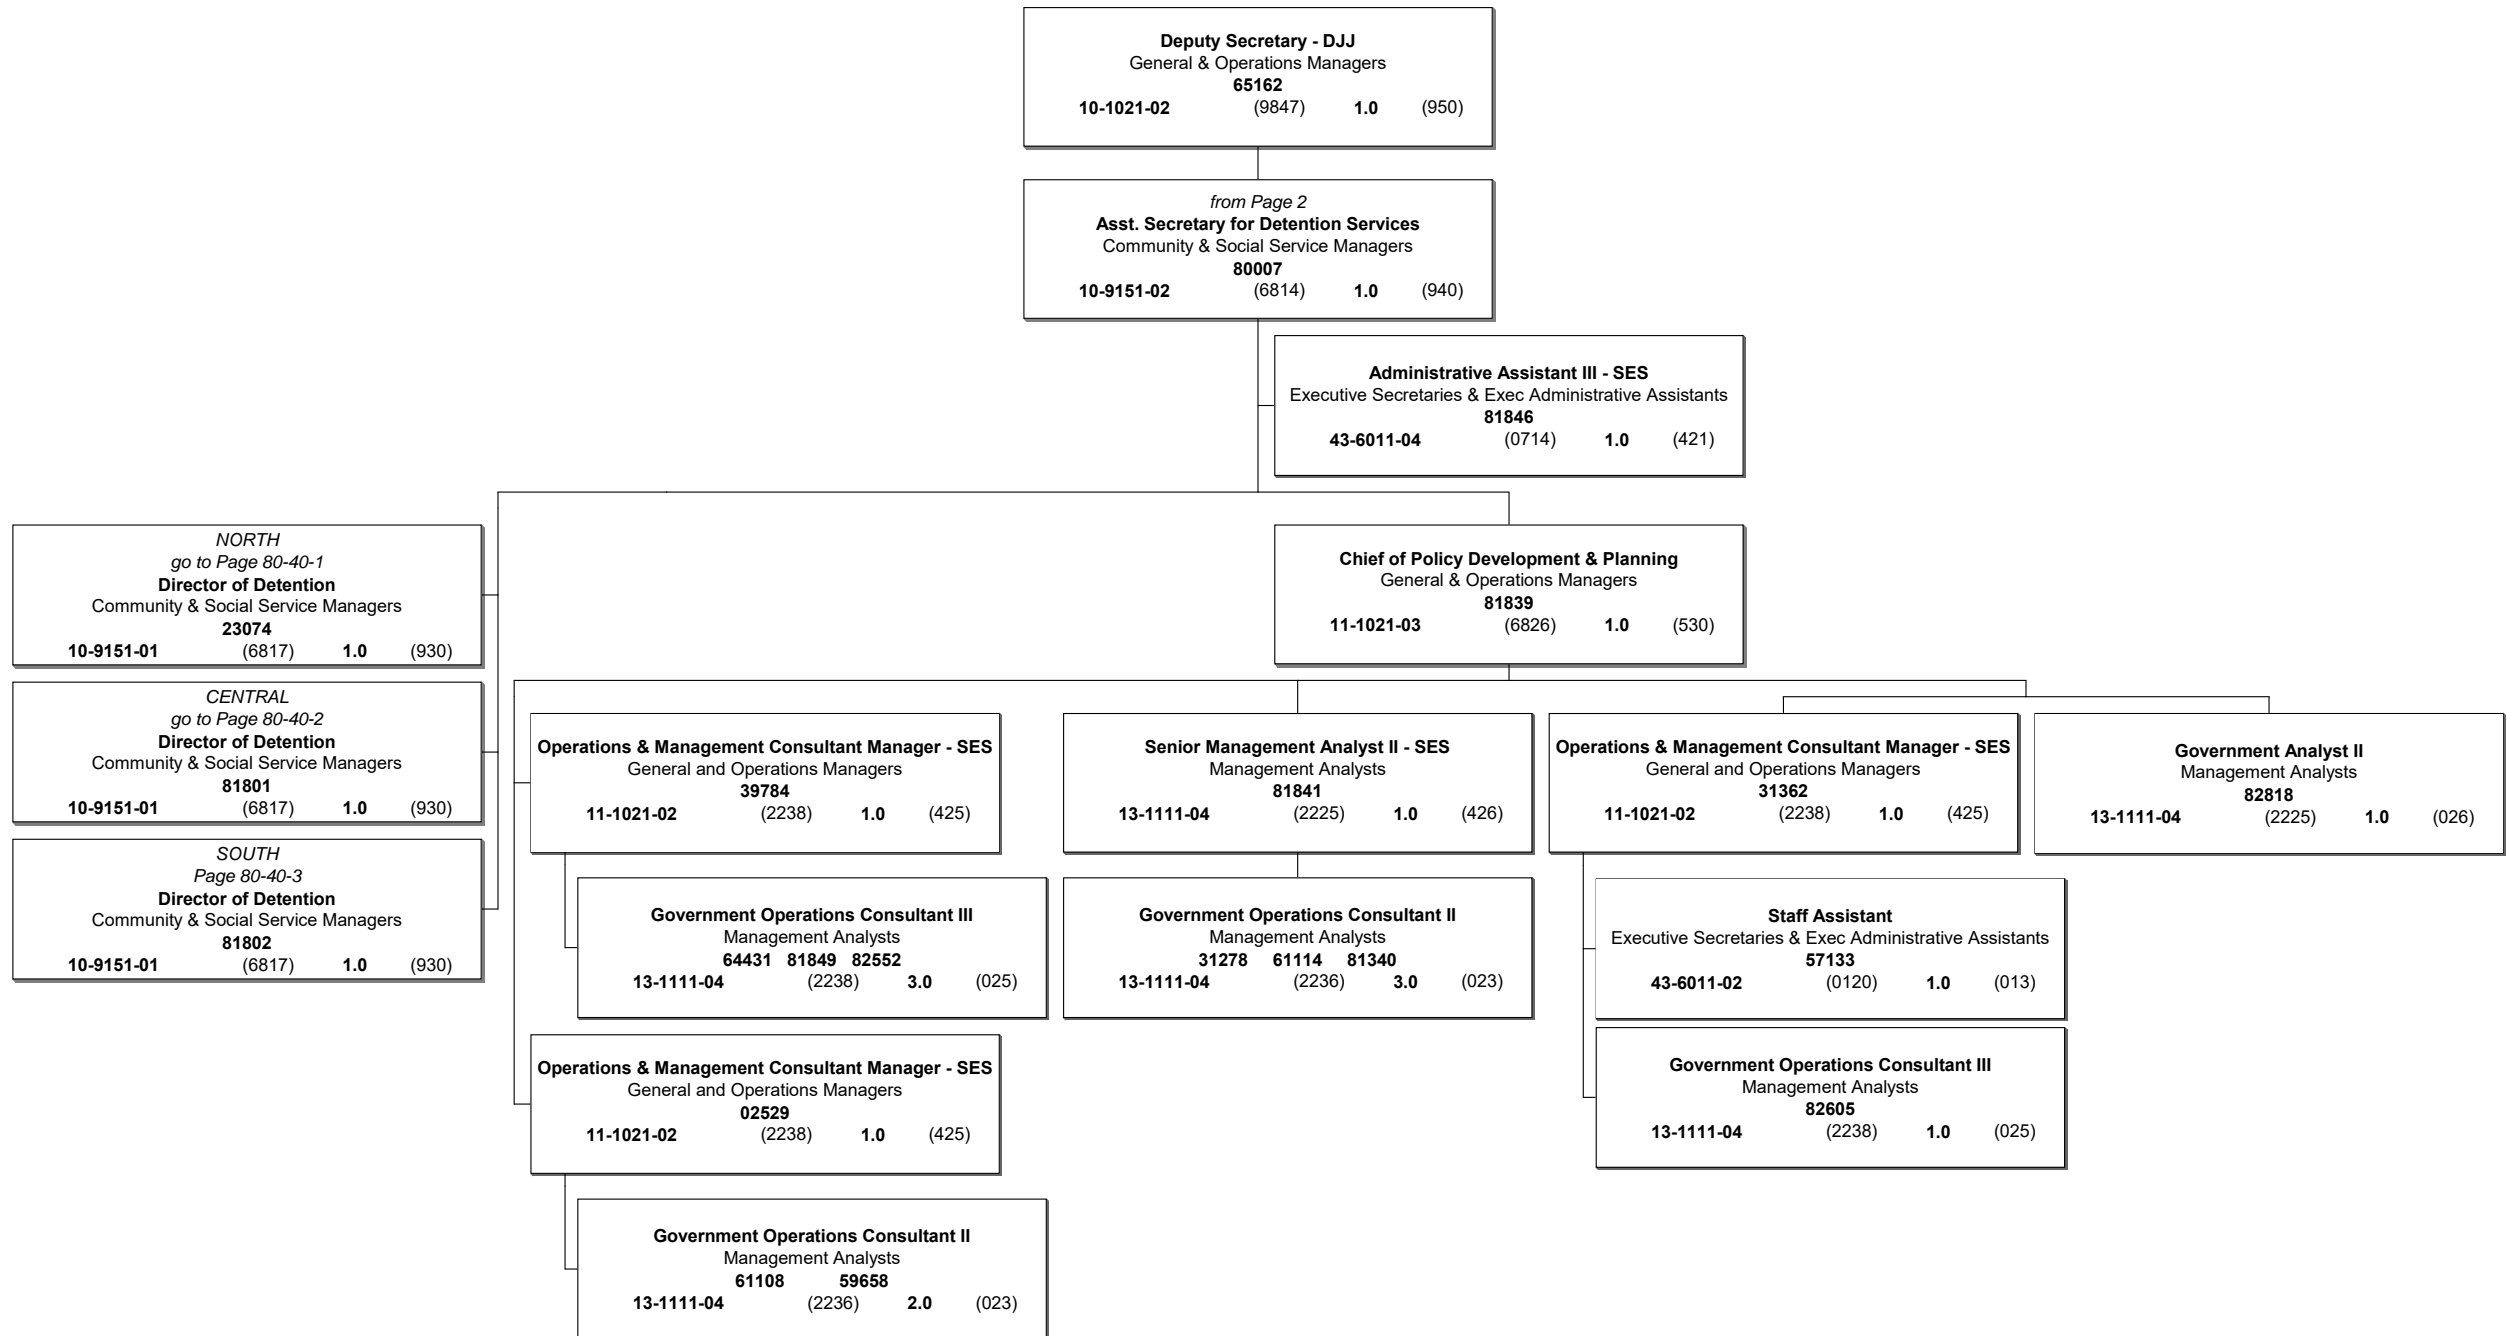 Deputy Secretary - DJJ
General & Operations Managers
65162
10-1021-02 (9847) 1.0 (950)
from Page 2
Asst. Secretary for Detention Services
Community & Social Service Managers
80007
10-9151-02 (6814) 1.0 (940)
Administrative Assistant III - SES
Executive Secretaries & Exec Administrative Assistants
81846
43-6011-04 (0714) 1.0 (421)
NORTH
go to Page 80-40-1
Director of Detention
Community & Social Service Managers
23074
10-9151-01 (6817) 1.0 (930)
CENTRAL
go to Page 80-40-2
Director of Detention
Community & Social Service Managers
81801
10-9151-01 (6817) 1.0 (930)
SOUTH
Page 80-40-3
Director of Detention
Community & Social Service Managers
81802
10-9151-01 (6817) 1.0 (930)
Chief of Policy Development & Planning
General & Operations Managers
81839
11-1021-03 (6826) 1.0 (530)
Operations & Management Consultant Manager - SES
General and Operations Managers
39784
11-1021-02 (2238) 1.0 (425)
Government Operations Consultant III
Management Analysts
64431 81849 82552
13-1111-04 (2238) 3.0 (025)
Operations & Management Consultant Manager - SES
General and Operations Managers
02529
11-1021-02 (2238) 1.0 (425)
Government Operations Consultant II
Management Analysts
61108 59658
13-1111-04 (2236) 2.0 (023)
Senior Management Analyst II - SES
Management Analysts
81841
13-1111-04 (2225) 1.0 (426)
Government Operations Consultant II
Management Analysts
31278 61114 81340
13-1111-04 (2236) 3.0 (023)
Operations & Management Consultant Manager - SES
General and Operations Managers
31362
11-1021-02 (2238) 1.0 (425)
Staff Assistant
Executive Secretaries & Exec Administrative Assistants
57133
43-6011-02 (0120) 1.0 (013)
Government Operations Consultant III
Management Analysts
82605
13-1111-04 (2238) 1.0 (025)
Government Analyst II
Management Analysts
82818
13-1111-04 (2225) 1.0 (026)